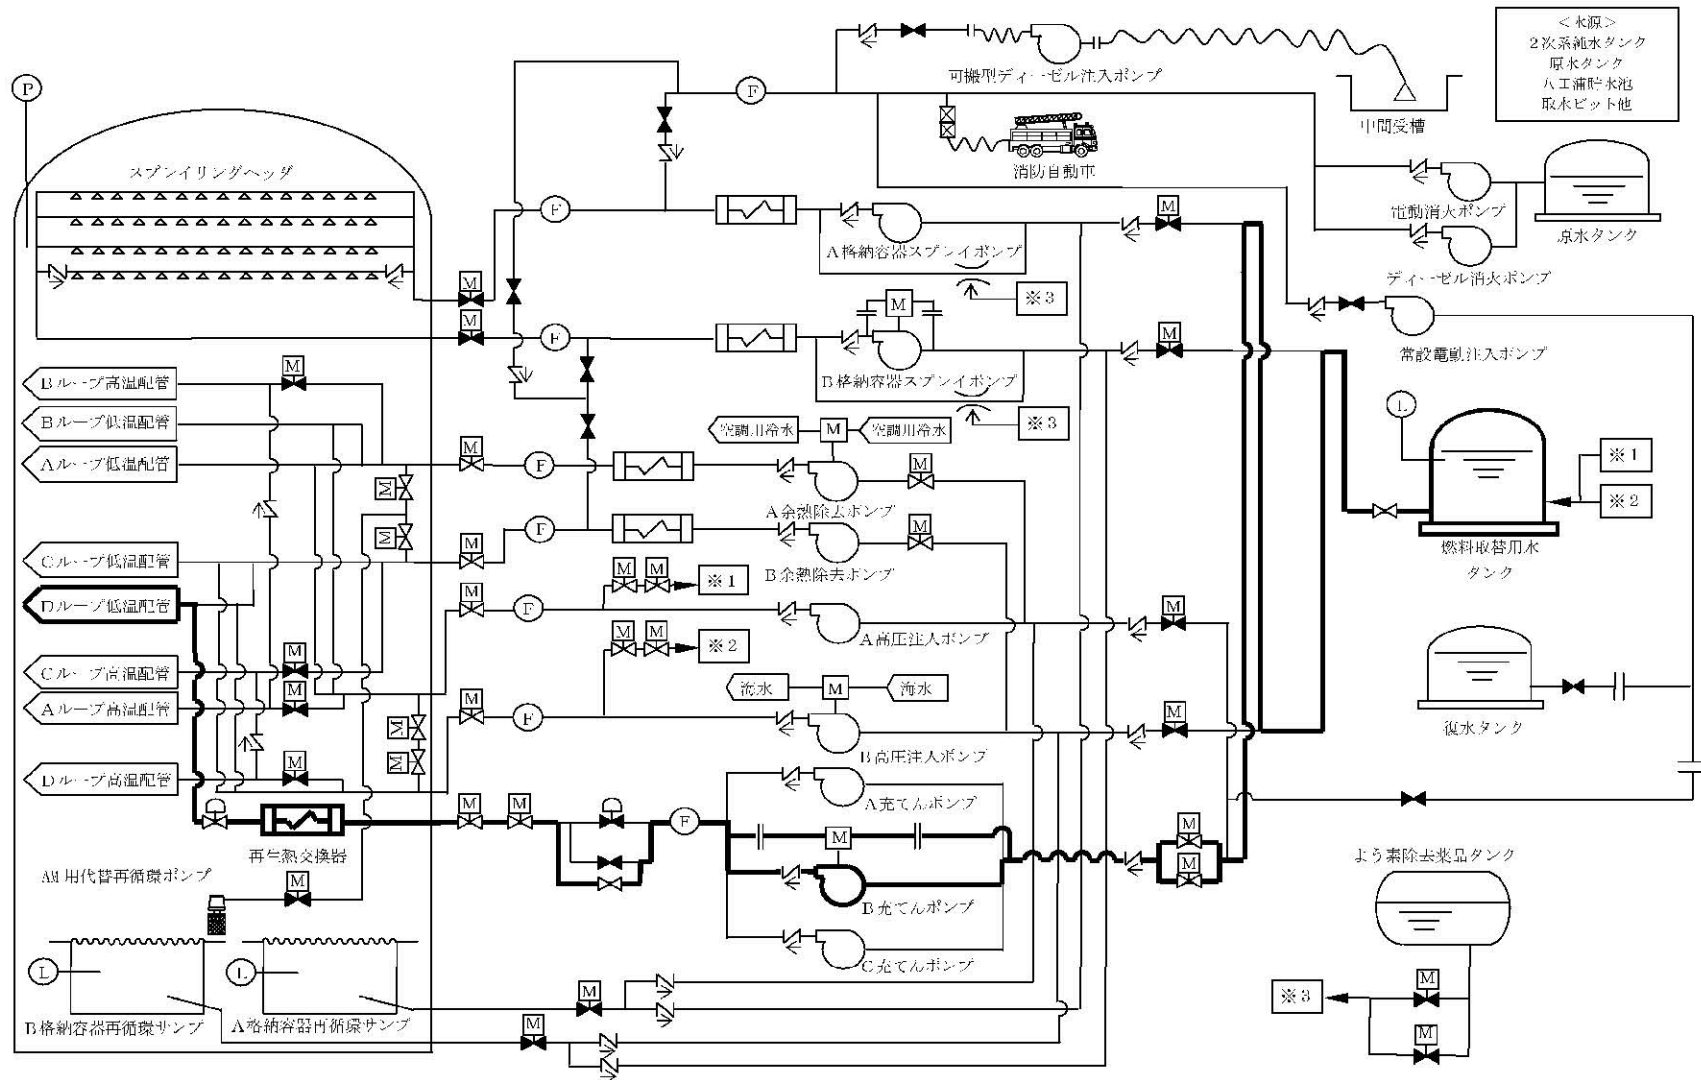 <水源>
2次系純水タンク
原水タンク
八工浦貯水池
取水ピット他
P
M
F
可搬型ディーゼル注入ポンプ
中間受槽
消防自動車
スプレイリングヘッダ
電動消火ポンプ
原水タンク
ディーゼル消火ポンプ
A格納容器スプレイポンプ
※3
B格納容器スプレイポンプ
※3
常設電動注入ポンプ
Bループ高温配管
Bループ低温配管
Aループ低温配管
空調用冷水
M
空調用冷水
L
※1
※2
A余熱除去ポンプ
B余熱除去ポンプ
燃料取替用水
タンク
Cループ低温配管
Dループ低温配管
※1
A高圧注入ポンプ
※2
Cループ高温配管
Aループ高温配管
海水
M
海水
B高圧注入ポンプ
復水タンク
Dループ高温配管
A充てんポンプ
再生熱交換器
F
M
B充てんポンプ
よう素除去薬品タンク
AM用代替再循環ポンプ
M
C充てんポンプ
L
L
B格納容器再循環サンプ
A格納容器再循環サンプ
M
M
※3
M
M